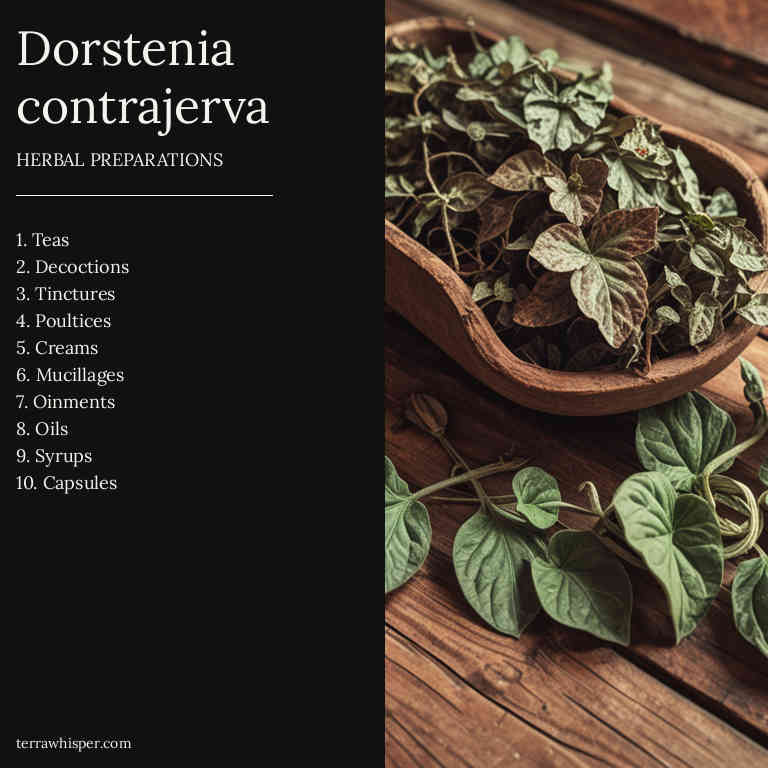 Dorstenia
contrajerva
HERBAL PREPARATIONS
1. Teas
2. Decoctions
3. Tinctures
4. Poultices
5. Creams
6. Mucillages
7. Oinments
8. Oils
9. Syrups
10. Capsules
terrawhisper.com